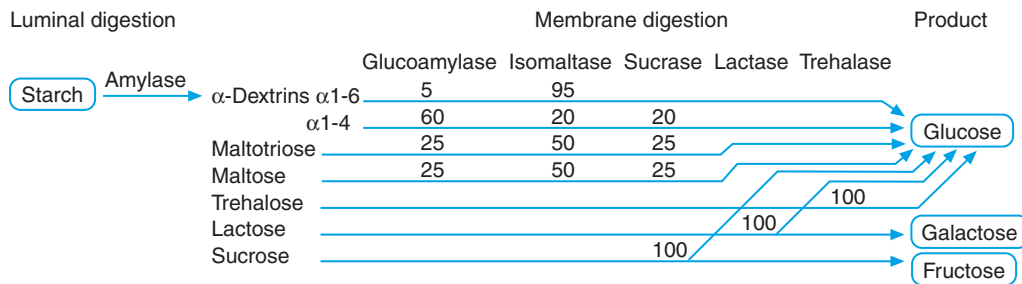 Luminal digestion Membrane digestion Product
Glucoamylase Isomaltase Sucrase Lactase Trehalase
Starch Amylase α-Dextrins α1-6 5 95
α1-4 60 20 20 Glucose
Maltotriose 25 50 25
Maltose 25 50 25
Trehalose 100
Lactose 100 Galactose
Sucrose 100 Fructose